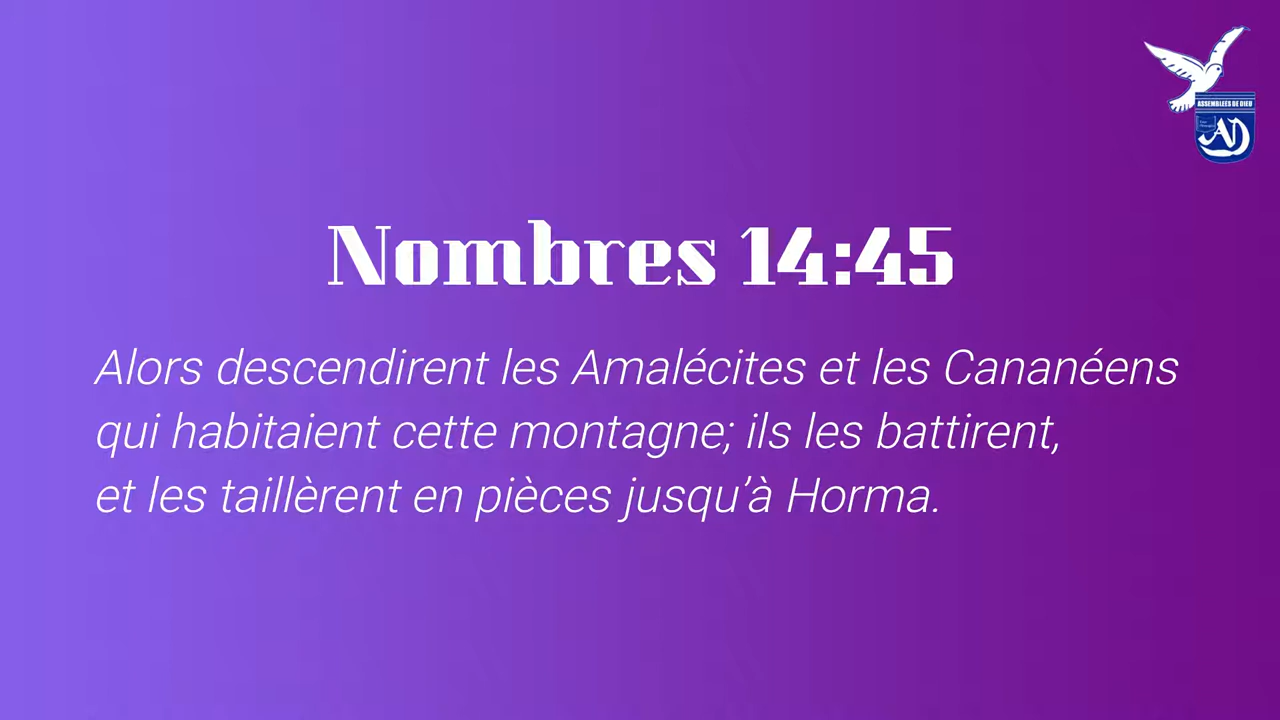 ASSEMBLEES DE DIEU
AD
Nombres 14:45
Alors descendirent les Amalécites et les Cananéens
qui habitaient cette montagne; ils les battirent,
et les taillèrent en pièces jusqu’à Horma.